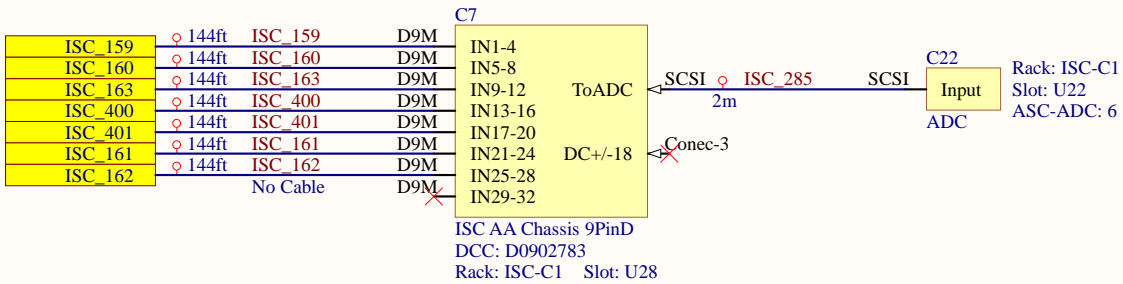 C7
ISC_159 144ft ISC_159 D9M IN1-4
ISC_160 144ft ISC_160 D9M IN5-8
ISC_163 144ft ISC_163 D9M IN9-12
ISC_400 144ft ISC_400 D9M IN13-16
ISC_401 144ft ISC_401 D9M IN17-20
ISC_161 144ft ISC_161 D9M IN21-24
ISC_162 144ft ISC_162 D9M IN25-28
No Cable D9M IN29-32
ToADC SCSI ISC_285 SCSI
2m
DC+/-18 Conec-3
ISC AA Chassis 9PinD
DCC: D0902783
Rack: ISC-C1 Slot: U28
C22
Input
ADC
Rack: ISC-C1
Slot: U22
ASC-ADC: 6